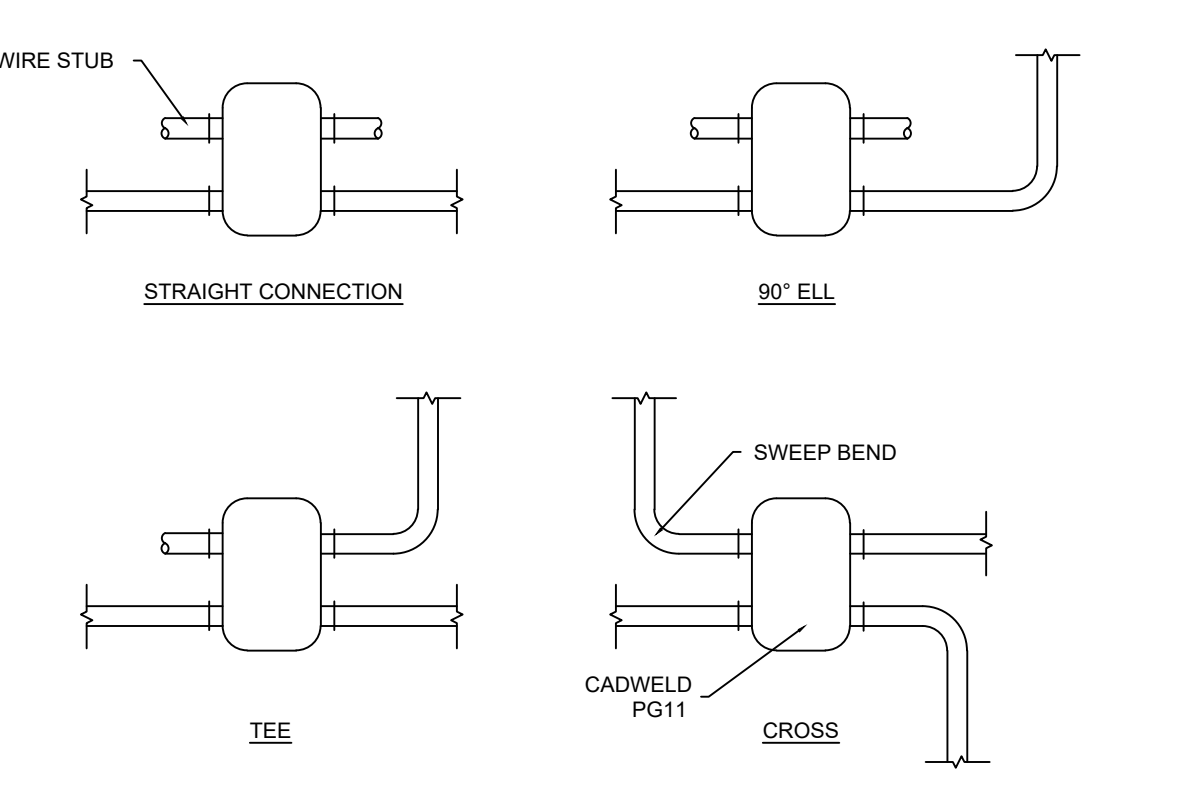 WIRE STUB
STRAIGHT CONNECTION
90° ELL
SWEEP BEND
CADWELD
PG11
TEE
CROSS